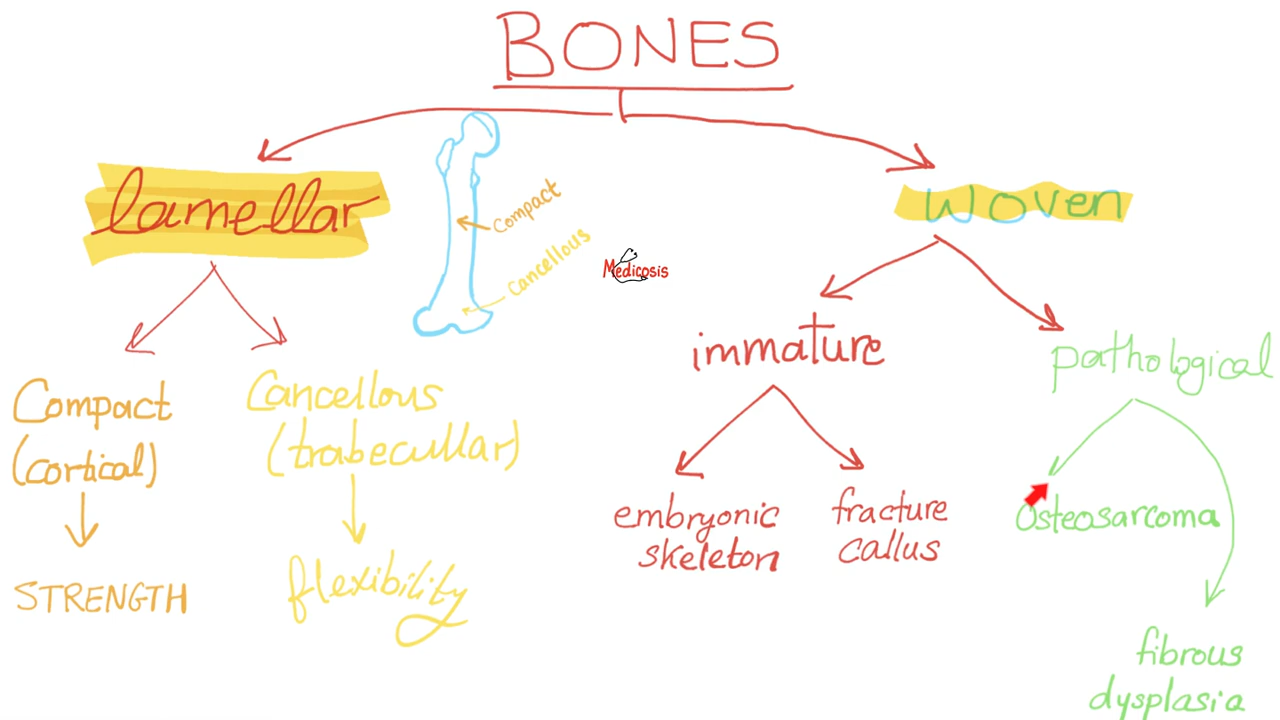 BONES
lamellar
Compact
Cancellous
Medicosis
Woven
Compact
(cortical)
STRENGTH
Cancellous
(trabecullar)
flexibility
immature
embryonic
skeleton
fracture
callus
pathological
Osteosarcoma
fibrous
dysplasia